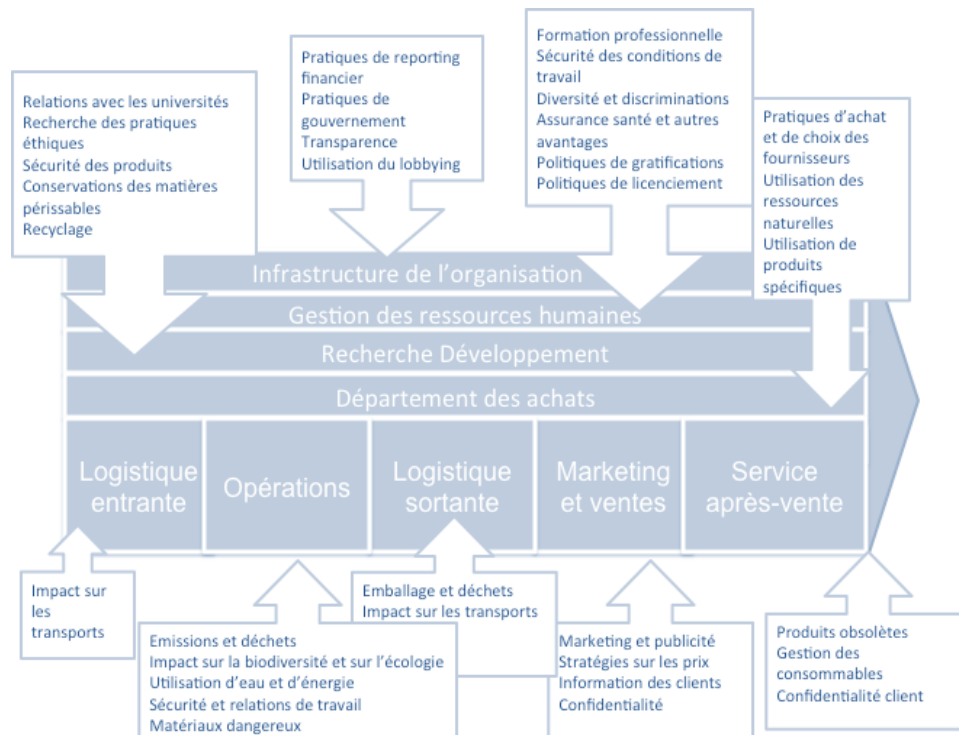 Relations avec les universités
Recherche des pratiques
éthiques
Sécurité des produits
Conservations des matières
périssables
Recyclage
Pratiques de reporting
financier
Pratiques de
gouvernement
Transparence
Utilisation du lobbying
Formation professionnelle
Sécurité des conditions de
travail
Diversité et discriminations
Assurance santé et autres
avantages
Politiques de gratifications
Politiques de licenciement
Pratiques d'achat
et de choix des
fournisseurs
Utilisation des
ressources
naturelles
Utilisation de
produits
spécifiques
Infrastructure de l'organisation
Gestion des ressources humaines
Recherche Développement
Département des achats
Logistique
entrante
Opérations
Logistique
sortante
Marketing
et ventes
Service
après-vente
Impact sur
les
transports
Emissions et déchets
Impact sur la biodiversité et sur l'écologie
Utilisation d'eau et d'énergie
Sécurité et relations de travail
Matériaux dangereux
Emballage et déchets
Impact sur les transports
Marketing et publicité
Stratégies sur les prix
Information des clients
Confidentialité
Produits obsolètes
Gestion des
consommables
Confidentialité client